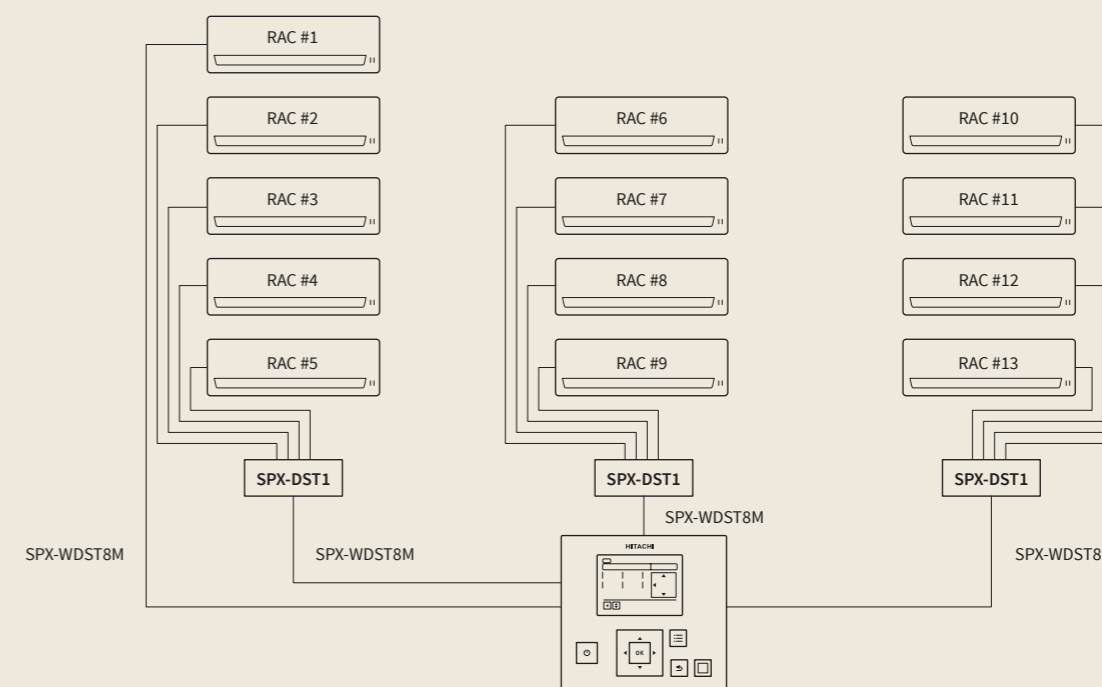 RAC #1
RAC #2
RAC #6
RAC #10
RAC #3
RAC #7
RAC #11
RAC #4
RAC #8
RAC #12
RAC #5
RAC #9
RAC #13
SPX-DST1
SPX-DST1
SPX-DST1
SPX-WDST8M
SPX-WDST8M
SPX-WDST8M
SPX-WDST8
HITACHI
OK